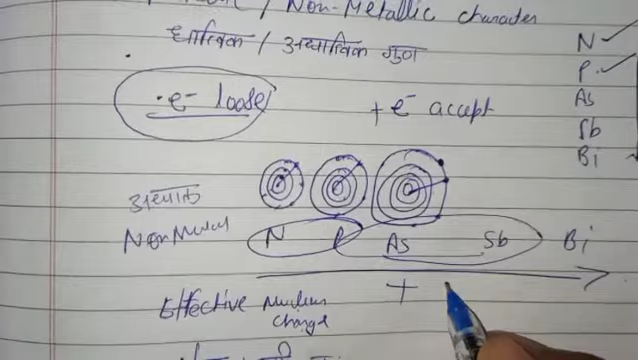 / Non-Metallic character
धात्विक / अधात्विक गुण
e- loose
+ e- accept
N
P
As
Sb
Bi
अधातु
Non Metal
N P As Sb Bi
+
Effective Nuclear
charge